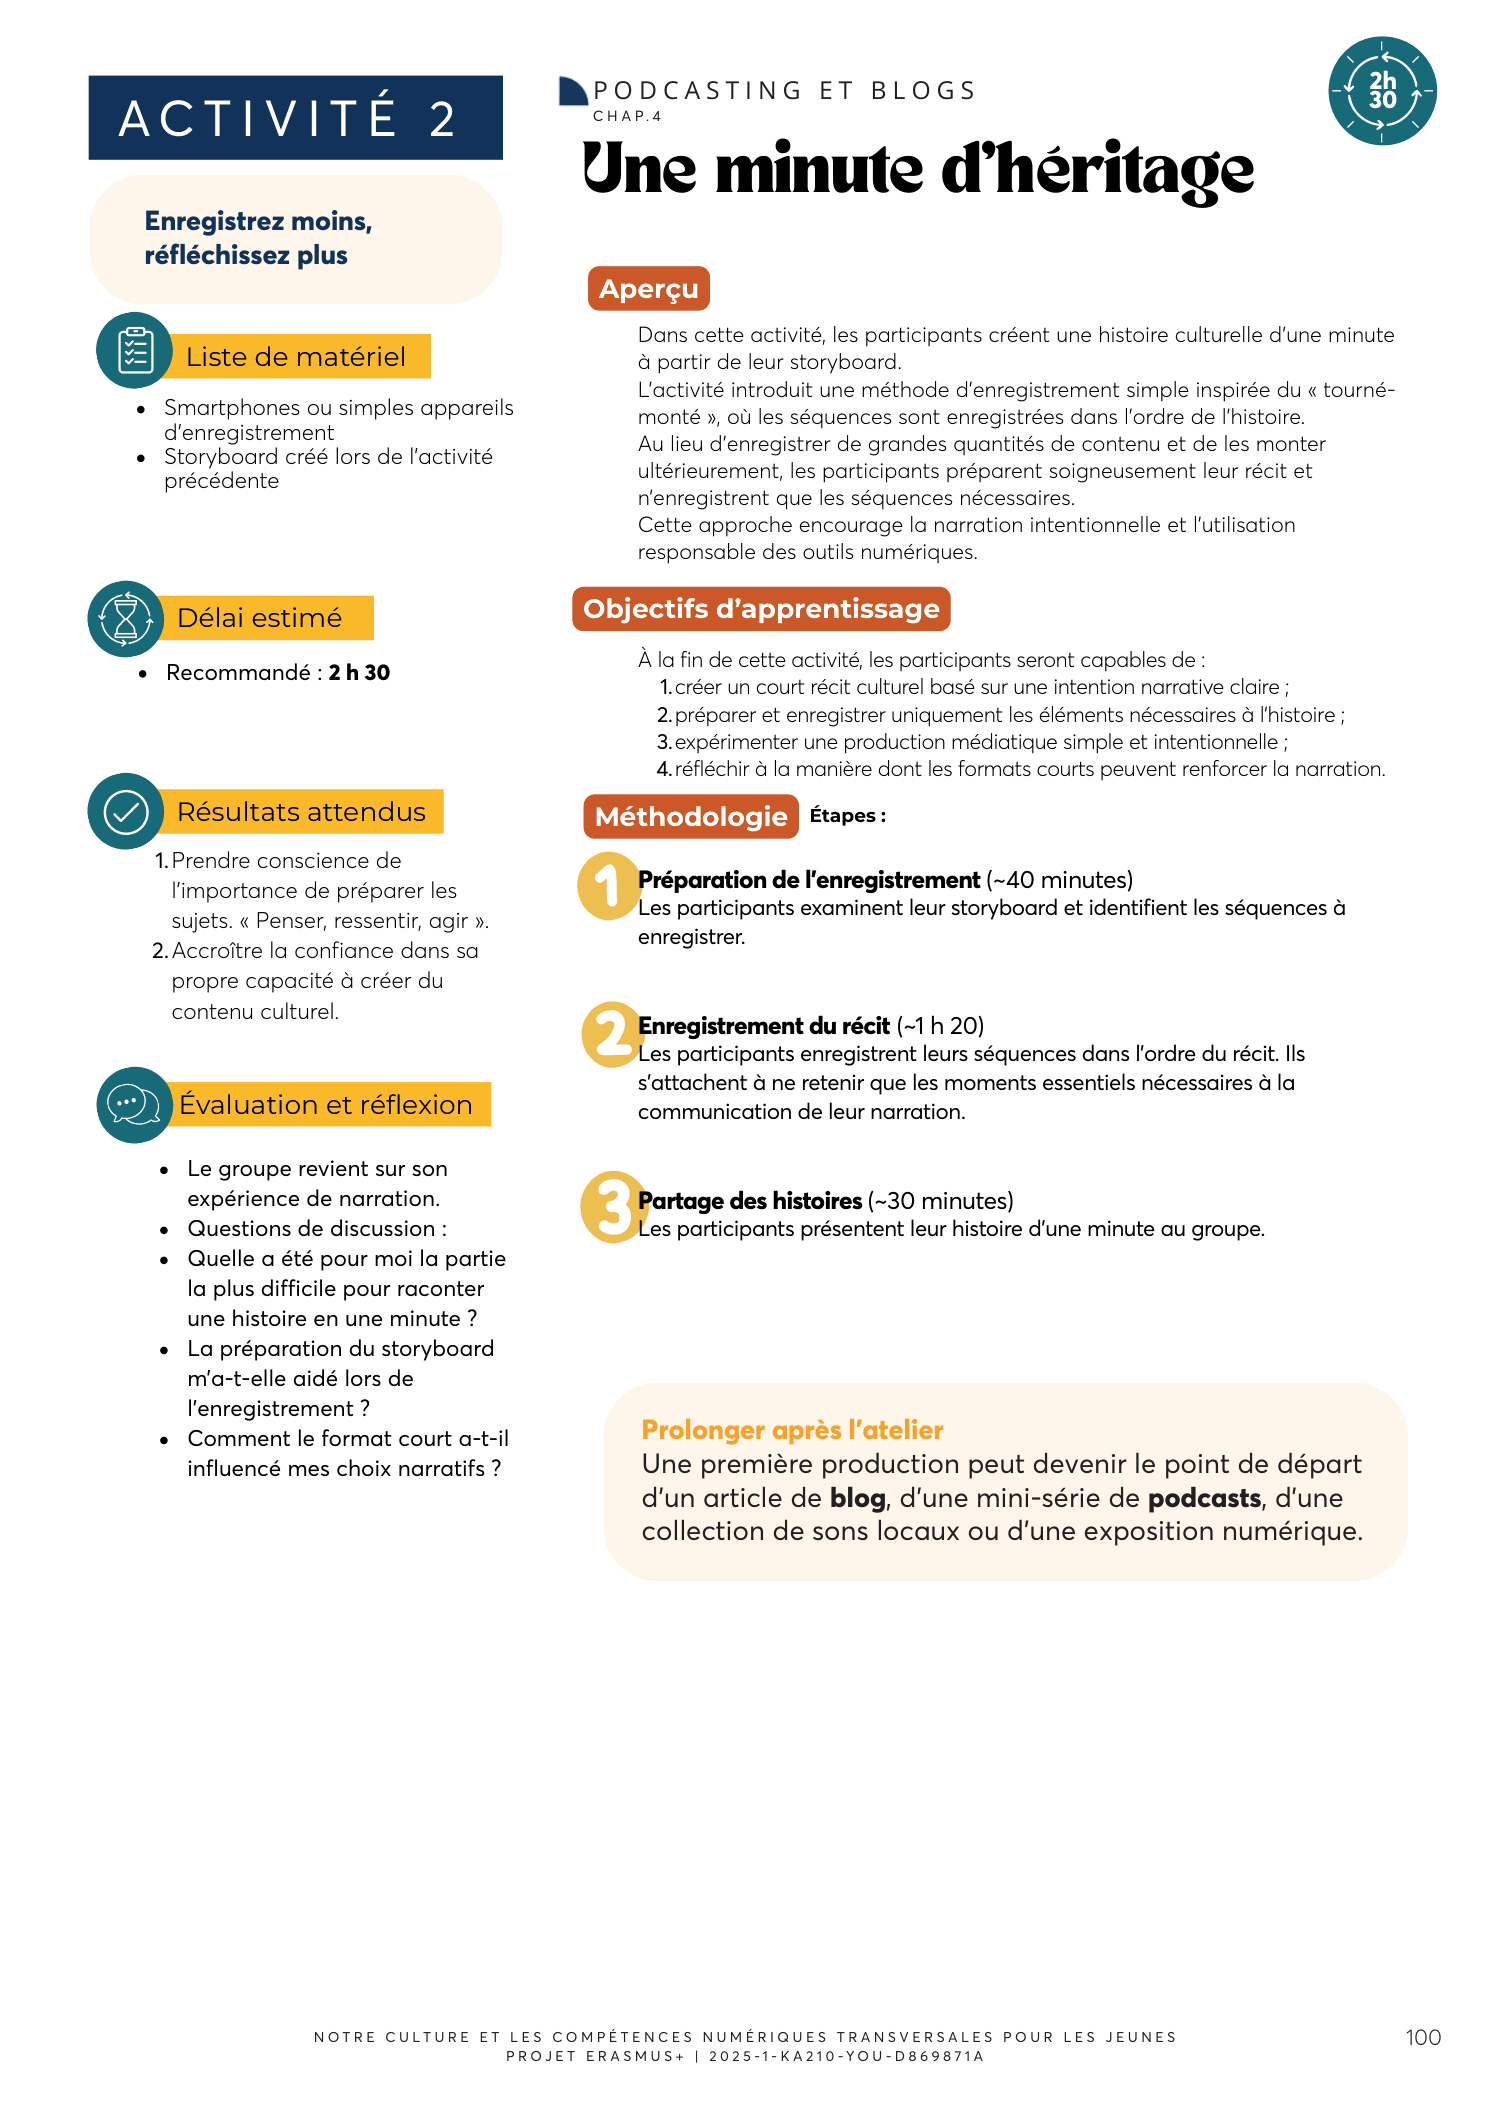 ACTIVITÉ 2
Enregistrez moins,
réfléchissez plus
Liste de matériel
• Smartphones ou simples appareils
d'enregistrement
• Storyboard créé lors de l'activité
précédente
Délai estimé
• Recommandé : 2 h 30
Résultats attendus
1. Prendre conscience de
l'importance de préparer les
sujets. « Penser, ressentir, agir ».
2. Accroître la confiance dans sa
propre capacité à créer du
contenu culturel.
Évaluation et réflexion
• Le groupe revient sur son
expérience de narration.
• Questions de discussion :
• Quelle a été pour moi la partie
la plus difficile pour raconter
une histoire en une minute ?
• La préparation du storyboard
m'a-t-elle aidé lors de
l'enregistrement ?
• Comment le format court a-t-il
influencé mes choix narratifs ?
PODCASTING ET BLOGS
CHAP.4
Une minute d'héritage
2h
30
Aperçu
Dans cette activité, les participants créent une histoire culturelle d'une minute
à partir de leur storyboard.
L'activité introduit une méthode d'enregistrement simple inspirée du « tourné-
monté », où les séquences sont enregistrées dans l'ordre de l'histoire.
Au lieu d'enregistrer de grandes quantités de contenu et de les monter
ultérieurement, les participants préparent soigneusement leur récit et
n'enregistrent que les séquences nécessaires.
Cette approche encourage la narration intentionnelle et l'utilisation
responsable des outils numériques.
Objectifs d'apprentissage
À la fin de cette activité, les participants seront capables de :
1. créer un court récit culturel basé sur une intention narrative claire ;
2. préparer et enregistrer uniquement les éléments nécessaires à l'histoire ;
3. expérimenter une production médiatique simple et intentionnelle ;
4. réfléchir à la manière dont les formats courts peuvent renforcer la narration.
Méthodologie Étapes :
1 Préparation de l'enregistrement (~40 minutes)
Les participants examinent leur storyboard et identifient les séquences à
enregistrer.
2 Enregistrement du récit (~1 h 20)
Les participants enregistrent leurs séquences dans l'ordre du récit. Ils
s'attachent à ne retenir que les moments essentiels nécessaires à la
communication de leur narration.
3 Partage des histoires (~30 minutes)
Les participants présentent leur histoire d'une minute au groupe.
Prolonger après l'atelier
Une première production peut devenir le point de départ
d'un article de blog, d'une mini-série de podcasts, d'une
collection de sons locaux ou d'une exposition numérique.
NOTRE CULTURE ET LES COMPÉTENCES NUMÉRIQUES TRANSVERSALES POUR LES JEUNES
PROJET ERASMUS+ | 2025-1-KA210-YOU-D869871A
100